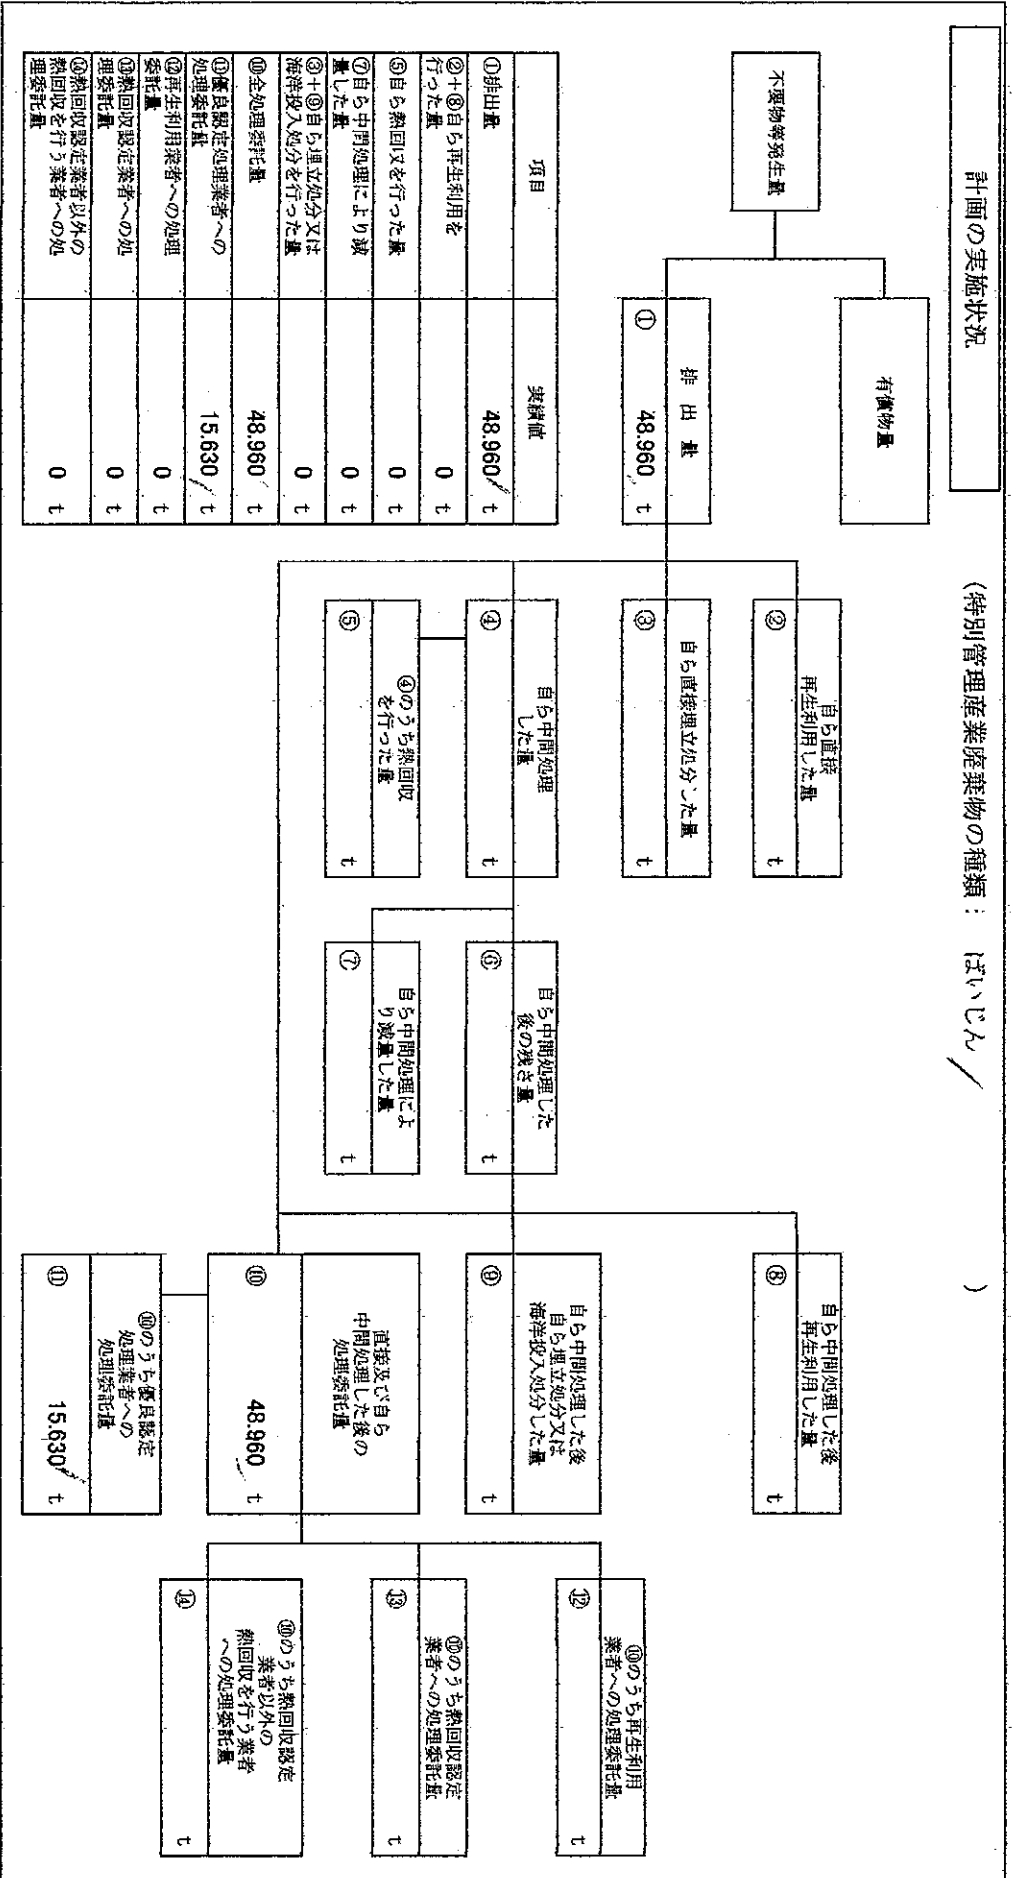 計画の実施状況
(特別管理産業廃棄物の種類： ばいじん )
不要物等発生量
有償物量
排出量
① 48.960 t
自ら直接
再生利用した量
② t
自ら直接埋立処分した量
③ t
自ら中間処理
した量
④ t
④のうち熱回収
を行った量
⑤ t
自ら中間処理した
後の残さ量
⑥ t
自ら中間処理によ
り減量した量
⑦ t
自ら中間処理した後
再生利用した量
⑧ t
自ら中間処理した後
自ら埋立処分又は
海洋投入処分した量
⑨ t
直接及び自ら
中間処理した後の
処理委託量
⑩ 48.960 t
⑩のうち優良認定
処理業者への
処理委託量
⑪ 15.630 t
⑩のうち再生利用
業者への処理委託量
⑫ t
⑩のうち熱回収認定
業者への処理委託量
⑬ t
⑩のうち熱回収認定
業者以外の
熱回収を行う業者
への処理委託量
⑭ t
項目 実績値
①排出量 48.960 t
②+⑧自ら再生利用を
行った量 0 t
⑤自ら熱回収を行った量 0 t
⑦自ら中間処理により減
量した量 0 t
③+⑨自ら埋立処分又は
海洋投入処分を行った量 0 t
⑩全処理委託量 48.960 t
⑪優良認定処理業者への
処理委託量 15.630 t
⑫再生利用業者への処理
委託量 0 t
⑬熱回収認定業者への処
理委託量 0 t
⑭熱回収認定業者以外の
熱回収を行う業者への処
理委託量 0 t